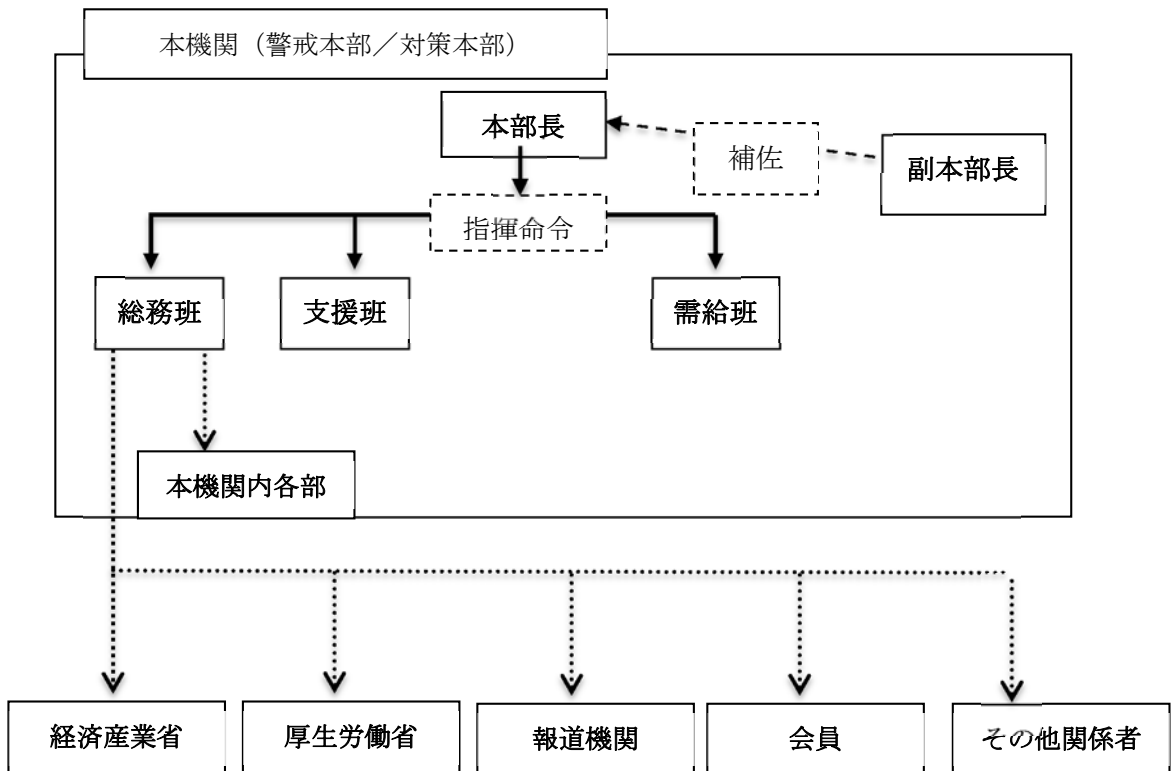 本機関（警戒本部／対策本部）
本部長
補佐
副本部長
指揮命令
総務班
支援班
需給班
本機関内各部
経済産業省
厚生労働省
報道機関
会員
その他関係者